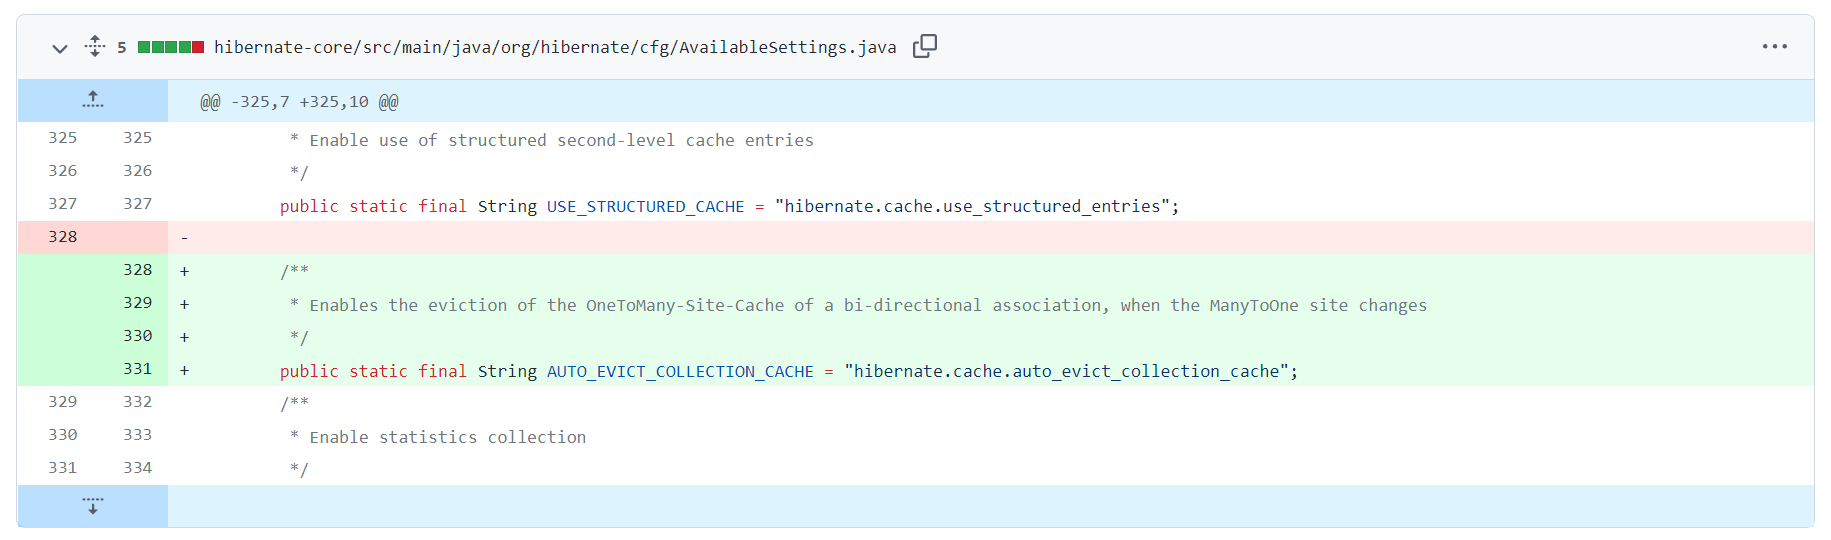 5 hibernate-core/src/main/java/org/hibernate/cfg/AvailableSettings.java
@@ -325,7 +325,10 @@
325 325 * Enable use of structured second-level cache entries
326 326 */
327 327 public static final String USE_STRUCTURED_CACHE = "hibernate.cache.use_structured_entries";
328 -
328 + /**
329 + * Enables the eviction of the OneToMany-Site-Cache of a bi-directional association, when the ManyToOne site changes
330 + */
331 + public static final String AUTO_EVICT_COLLECTION_CACHE = "hibernate.cache.auto_evict_collection_cache";
329 332 /**
330 333 * Enable statistics collection
331 334 */